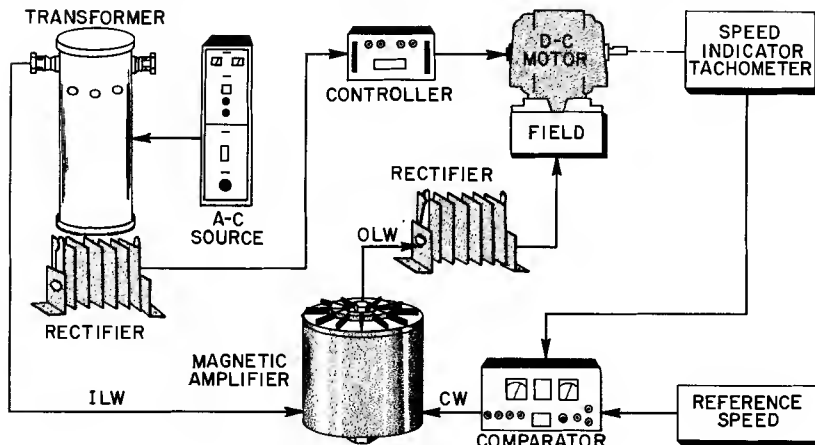 TRANSFORMER
A-C
SOURCE
CONTROLLER
D-C
MOTOR
FIELD
SPEED
INDICATOR
TACHOMETER
RECTIFIER
RECTIFIER
OLW
MAGNETIC
AMPLIFIER
ILW
CW
COMPARATOR
REFERENCE
SPEED